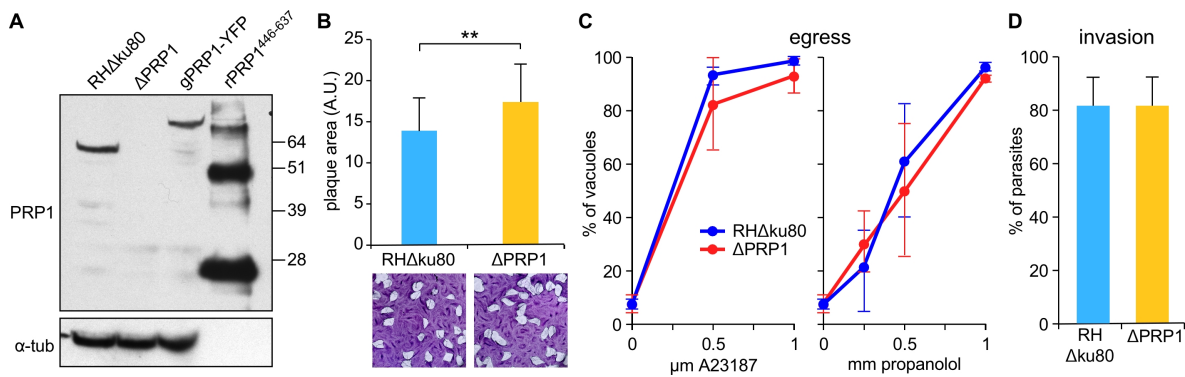 A
RHΔku80
ΔPRP1
gPRP1-YFP
rPRP1446-637
PRP1
64
51
39
28
α-tub
B
plaque area (A.U.)
25
20
15
10
5
0
**
RHΔku80
ΔPRP1
C
egress
% of vacuoles
100
80
60
40
20
0
RHΔku80
ΔPRP1
0
0.5
1
µm A23187
0
0.5
1
mm propanolol
D
invasion
% of parasites
100
80
60
40
20
0
RH
Δku80
ΔPRP1